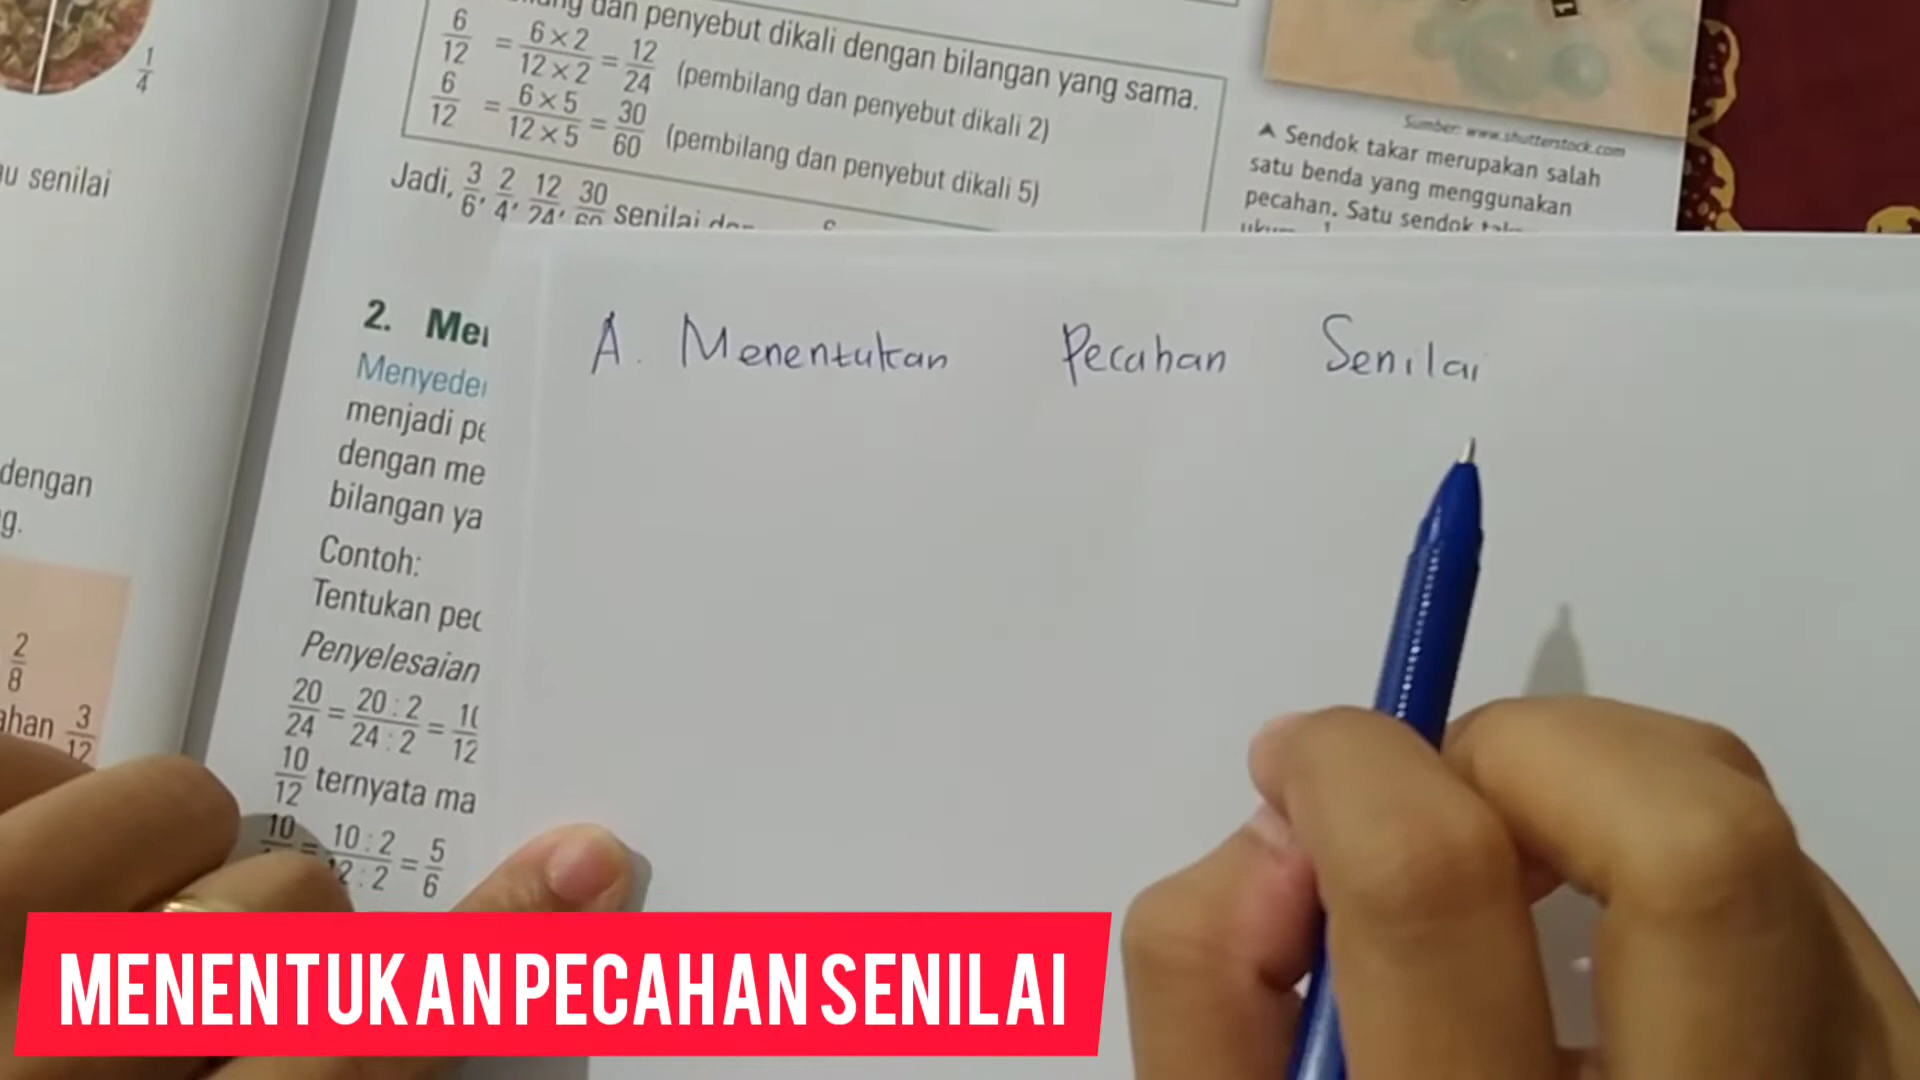 1/4
senilai
dengan
g.
2/8
3/12
dan penyebut dikali dengan bilangan yang sama.
6/12 = 6 × 2/12 × 2 = 12/24 (pembilang dan penyebut dikali 2)
6/12 = 6 × 5/12 × 5 = 30/60 (pembilang dan penyebut dikali 5)
Jadi, 3/6, 2/4, 12/24, 30/60 senilai
Sumber: www.shutterstock.com
▲ Sendok takar merupakan salah
satu benda yang menggunakan
pecahan. Satu sendok
2. Me
Menyede
menjadi pe
dengan me
bilangan ya
Contoh:
Tentukan pec
Penyelesaian
20/24 = 20 : 2/24 : 2 = 10/12
10/12 ternyata ma
10 = 10 : 2/12 : 2 = 5/6
A. Menentukan Pecahan Senilai
MENENTUKAN PECAHAN SENILAI